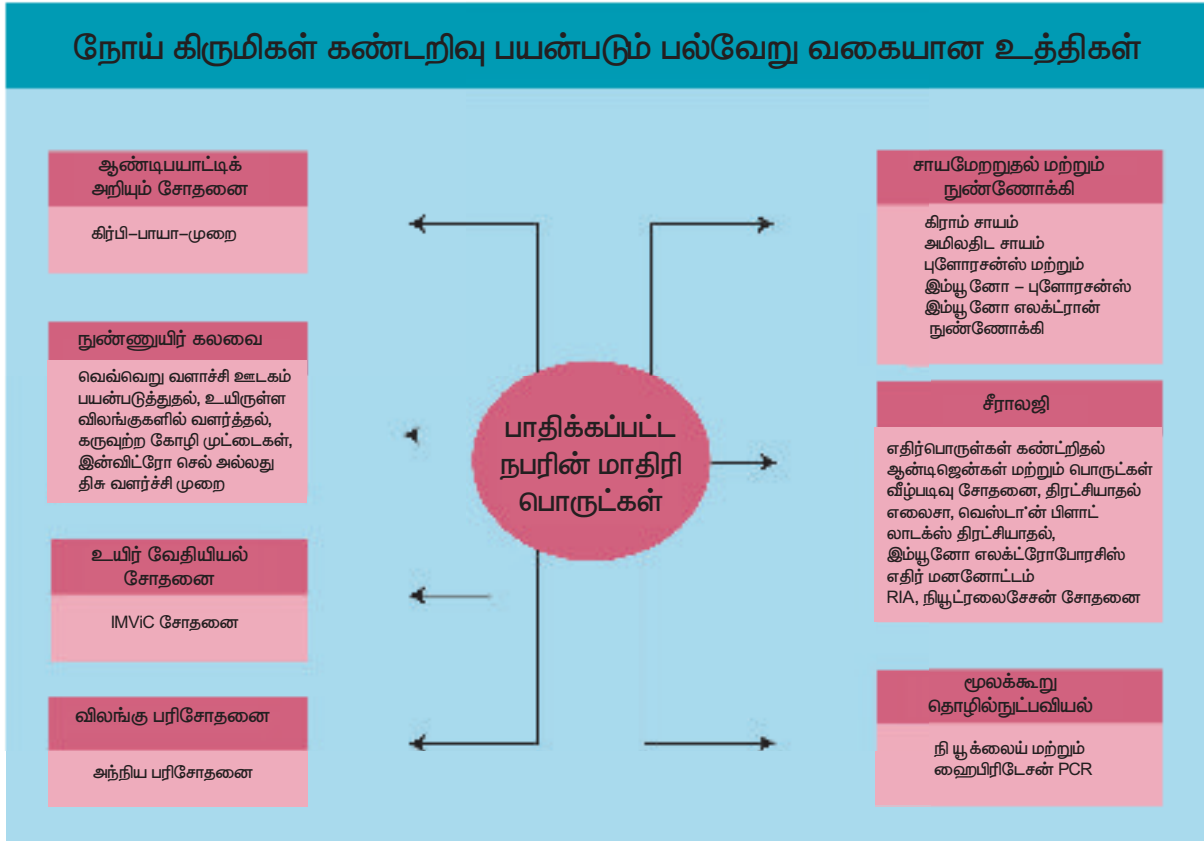 நோய் கிருமிகள் கண்டறிவு பயன்படும் பல்வேறு வகையான உத்திகள்
ஆண்டிபயாட்டிக்
அறியும் சோதனை
கிர்பி–பாயா–முறை
நுண்ணுயிர் கலவை
வெவ்வெறு வளாச்சி ஊடகம்
பயன்படுத்துதல், உயிருள்ள
விலங்குகளில் வளர்த்தல்,
கருவுற்ற கோழி முட்டைகள்,
இன்விட்ரோ செல் அல்லது
திசு வளர்ச்சி முறை
உயிர் வேதியியல்
சோதனை
IMViC சோதனை
விலங்கு பரிசோதனை
அந்நிய பரிசோதனை
பாதிக்கப்பட்ட
நபரின் மாதிரி
பொருட்கள்
சாயமேறறுதல் மற்றும்
நுண்ணோக்கி
கிராம் சாயம்
அமிலதிட சாயம்
புளோரசன்ஸ் மற்றும்
இம்யூனோ – புளோரசன்ஸ்
இம்யூனோ எலக்ட்ரான்
நுண்ணோக்கி
சீராலஜி
எதிர்பொருள்கள் கண்ட்றிதல்
ஆன்டிஜென்கள் மற்றும் பொருட்கள்
வீழ்படிவு சோதனை, திரட்சியாதல்
எலைசா, வெஸ்டா்ன் பிளாட்
லாடக்ஸ் திரட்சியாதல்,
இம்யூனோ எலக்ட்ரோபோரசிஸ்
எதிர் மனனோட்டம்
RIA, நியூட்ரலைசேசன் சோதனை
மூலக்கூறு
தொழில்நுட்பவியல்
நியூக்லைய் மற்றும்
ஹைபிரிடேசன் PCR